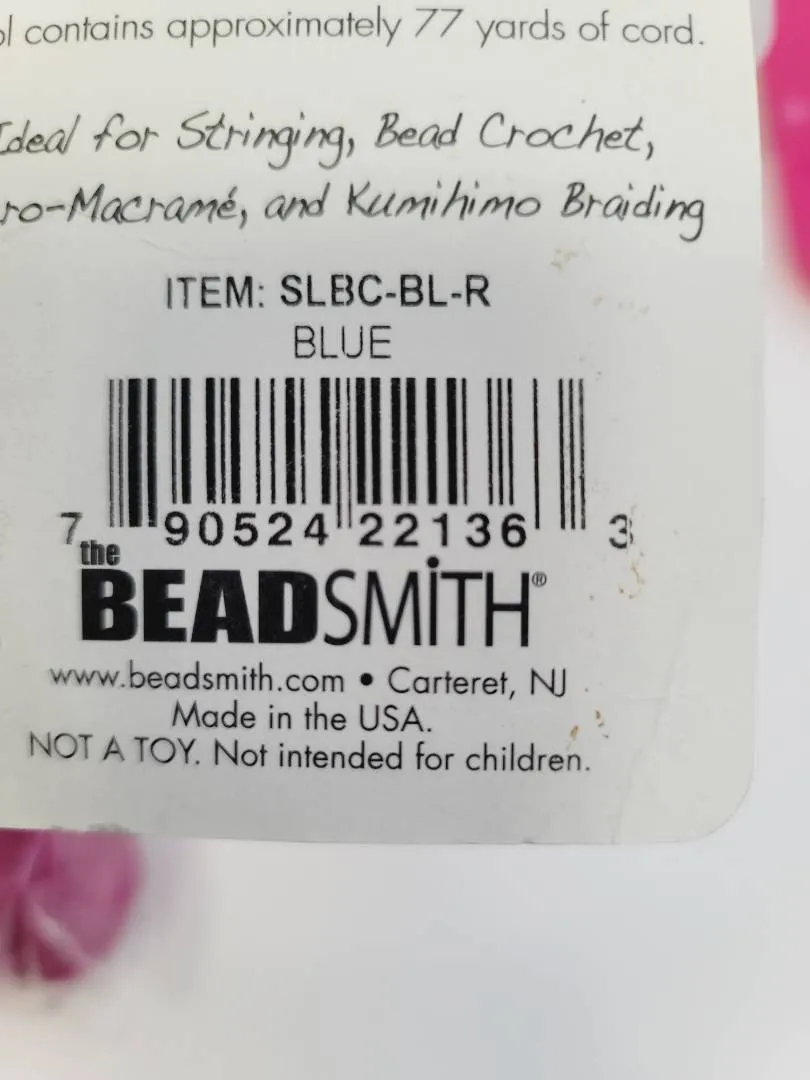 contains approximately 77 yards of cord.
Ideal for Stringing, Bead Crochet,
ro-Macramé, and Kumihimo Braiding
ITEM: SLBC-BL-R
BLUE
7 90524 22136 3
the
BEADSMITH®
www.beadsmith.com • Carteret, NJ
Made in the USA.
NOT A TOY. Not intended for children.